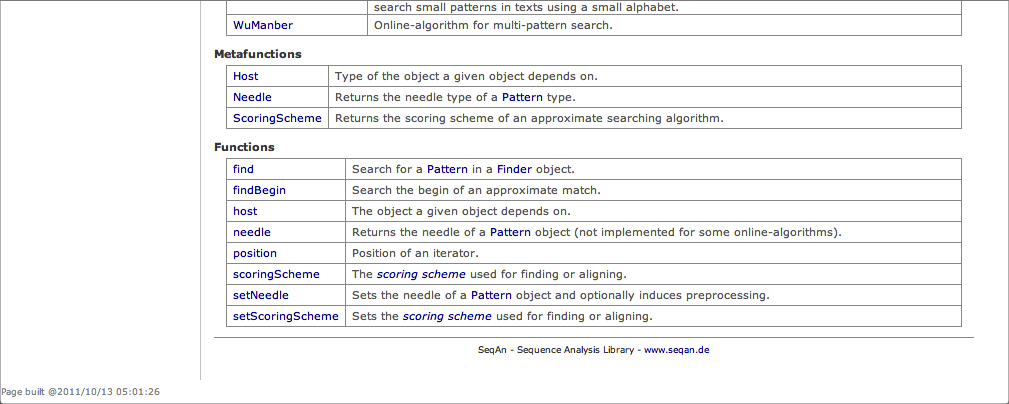 search small patterns in texts using a small alphabet.
WuManber Online-algorithm for multi-pattern search.
Metafunctions
Host Type of the object a given object depends on.
Needle Returns the needle type of a Pattern type.
ScoringScheme Returns the scoring scheme of an approximate searching algorithm.
Functions
find Search for a Pattern in a Finder object.
findBegin Search the begin of an approximate match.
host The object a given object depends on.
needle Returns the needle of a Pattern object (not implemented for some online-algorithms).
position Position of an iterator.
scoringScheme The scoring scheme used for finding or aligning.
setNeedle Sets the needle of a Pattern object and optionally induces preprocessing.
setScoringScheme Sets the scoring scheme used for finding or aligning.
SeqAn - Sequence Analysis Library - www.seqan.de
Page built @2011/10/13 05:01:26